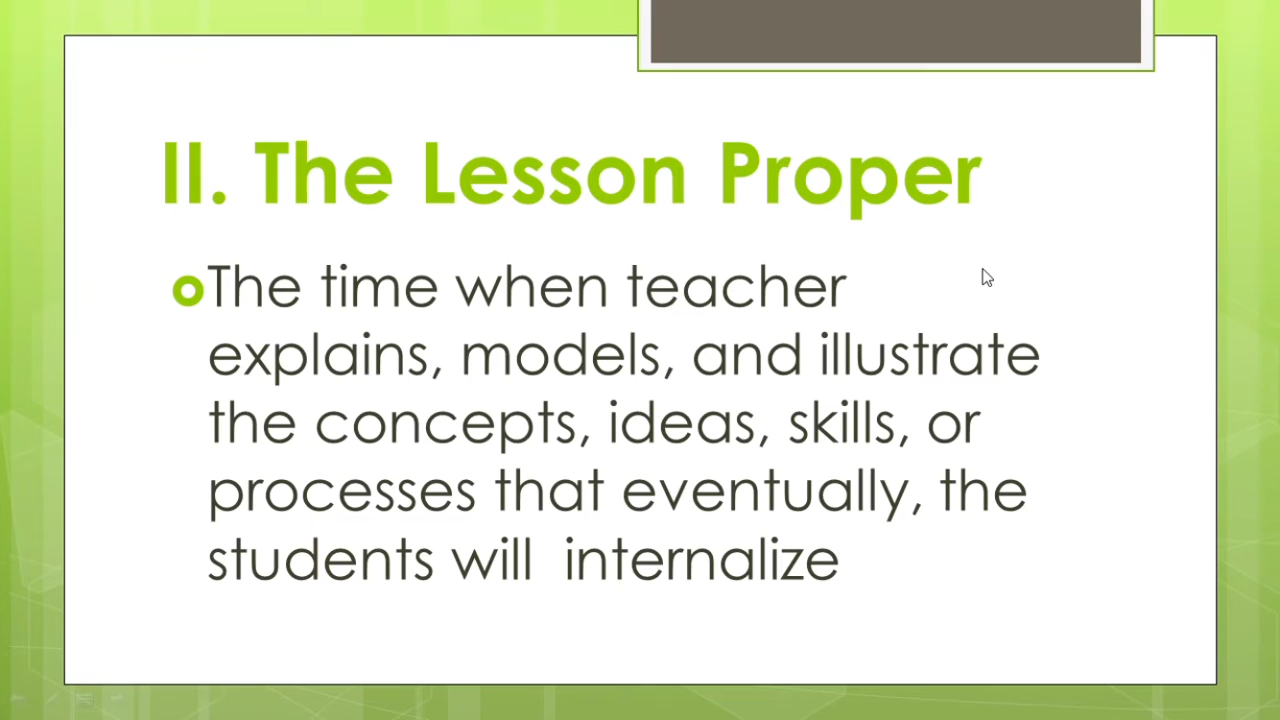 II. The Lesson Proper
The time when teacher
explains, models, and illustrate
the concepts, ideas, skills, or
processes that eventually, the
students will  internalize